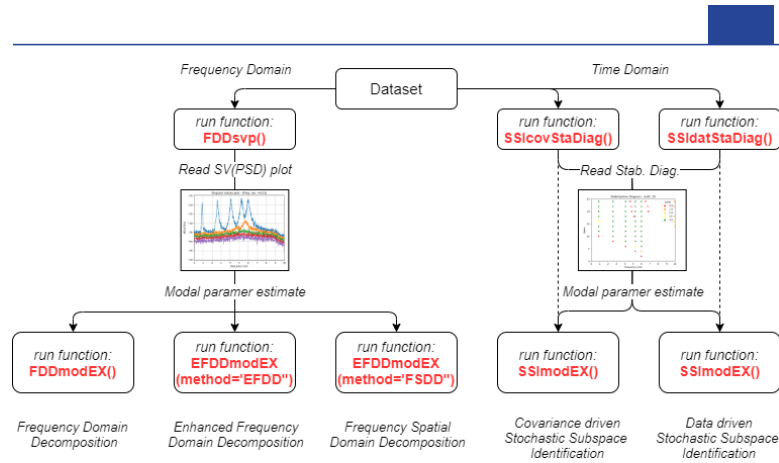 Frequency Domain
Dataset
Time Domain
run function:
FDDsvp()
run function:
SSIcovStaDiag()
run function:
SSIdatStaDiag()
Read SV(PSD) plot
Read Stab. Diag.
Modal paramer estimate
Modal paramer estimate
run function:
FDDmodEX()
run function:
EFDDmodEX
(method='EFDD")
run function:
EFDDmodEX
(method='FSDD")
run function:
SSImodEX()
run function:
SSImodEX()
Frequency Domain
Decomposition
Enhanced Frequency
Domain Decomposition
Frequency Spatial
Domain Decomposition
Covariance driven
Stochastic Subspace
Identification
Data driven
Stochastic Subspace
Identification